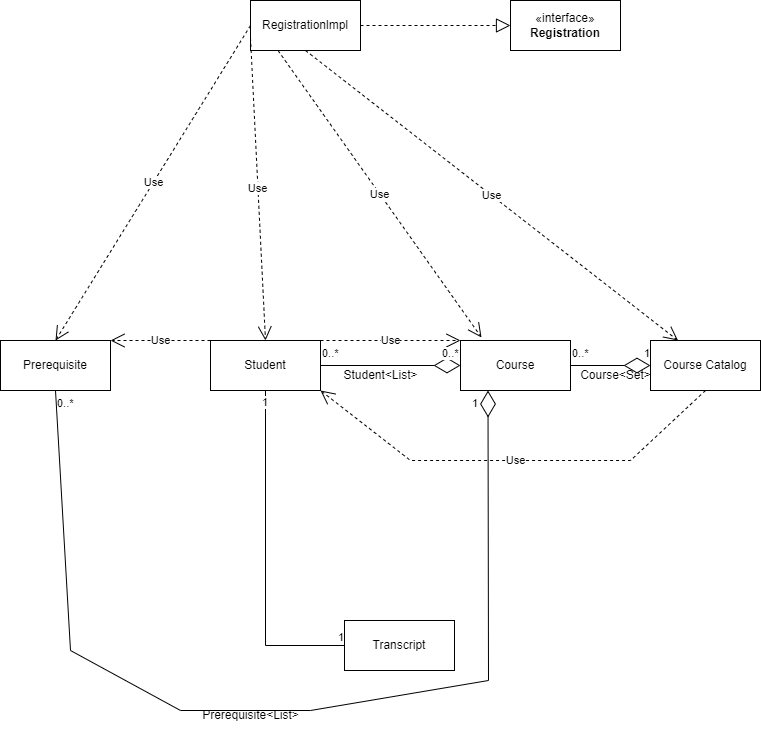 RegistrationImpl
«interface»
Registration
Use
Use
Use
Use
Prerequisite
Use
Student
Use
Course
Course Catalog
0..*
0..*
Student<List>
0..*
1
Course<Set>
0..*
1
1
Use
1
Transcript
Prerequisite<List>